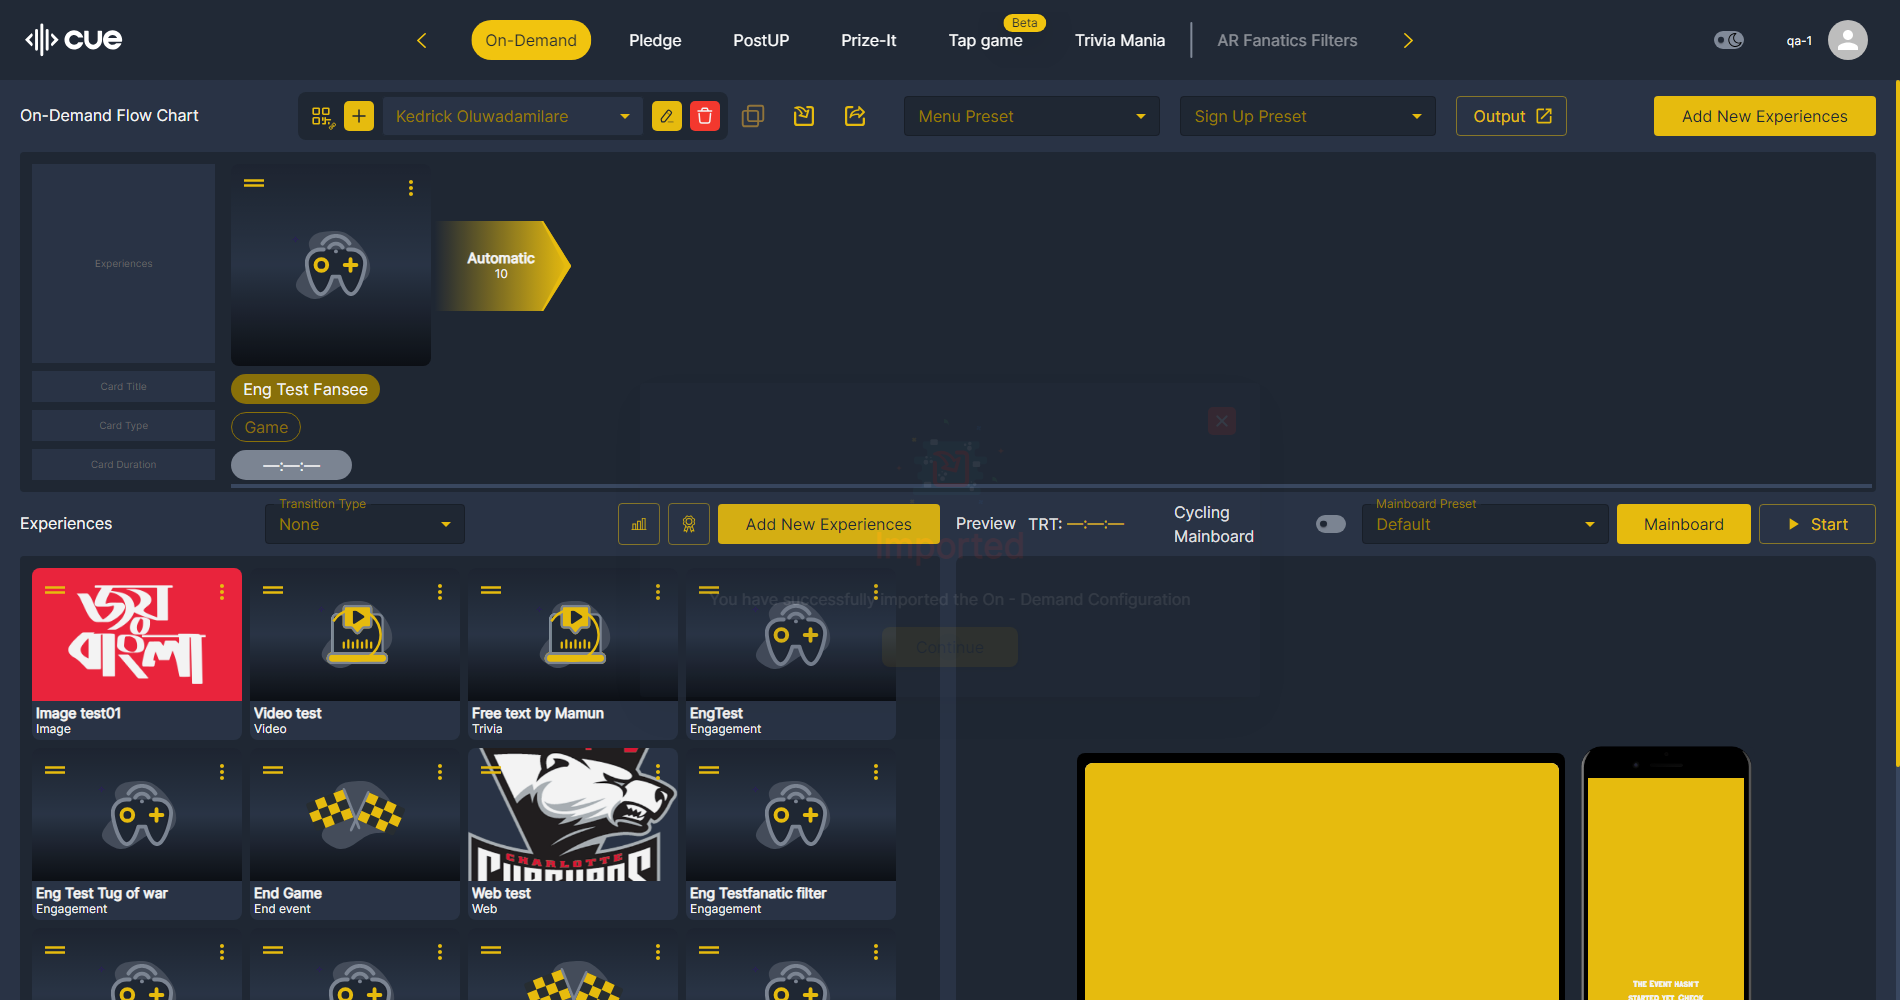 cue
On-Demand
Pledge
PostUP
Prize-It
Beta
Tap game
Trivia Mania
AR Fanatics Filters
qa-1
On-Demand Flow Chart
Kedrick Oluwadamilare
Menu Preset
Sign Up Preset
Output
Add New Experiences
Experiences
Automatic
10
Card Title
Eng Test Fansee
Card Type
Game
Card Duration
—:—:—
Experiences
Transition Type
None
Add New Experiences
Preview
TRT: —:—:—
Cycling
Mainboard
Mainboard Preset
Default
Mainboard
Start
Imported
You have successfully imported the On - Demand Configuration
Continue
জয়
বাংলা
Image test01
Image
Video test
Video
Free text by Mamun
Trivia
EngTest
Engagement
Eng Test Tug of war
Engagement
End Game
End event
CHARLOTTE
Web test
Web
Eng Testfanatic filter
Engagement
The Event hasn't
started yet. Check